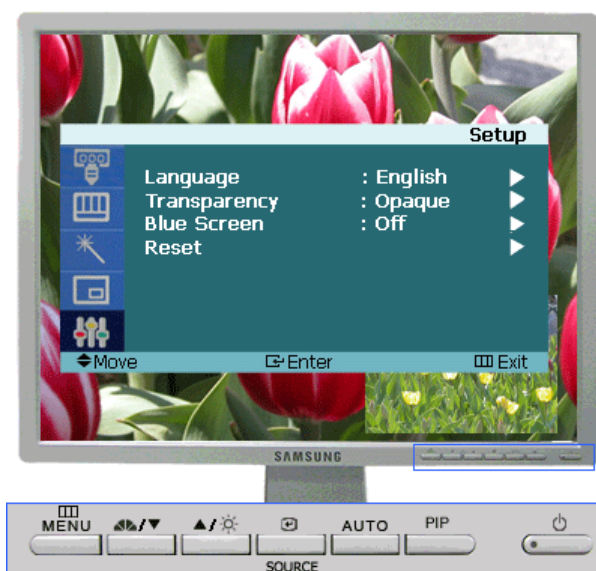 Setup
Language : English
Transparency : Opaque
Blue Screen : Off
Reset
Move Enter Exit
SAMSUNG
MENU AUTO PIP
SOURCE